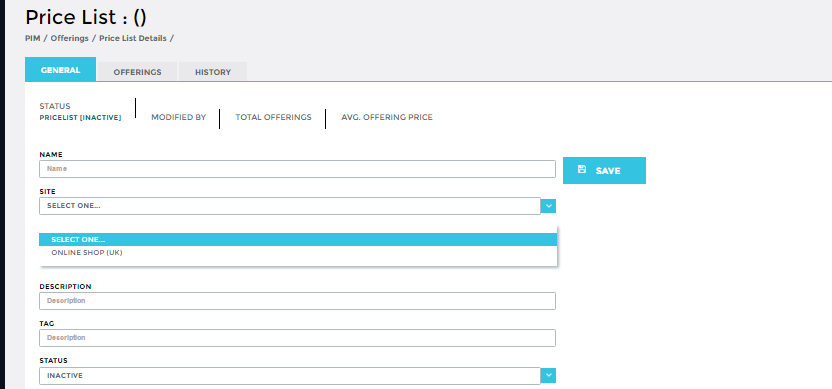 Price List : ()
PIM / Offerings / Price List Details /
GENERAL OFFERINGS HISTORY
STATUS
PRICELIST [INACTIVE]
MODIFIED BY TOTAL OFFERINGS AVG. OFFERING PRICE
NAME
Name
SAVE
SITE
SELECT ONE...
SELECT ONE...
ONLINE SHOP (UK)
DESCRIPTION
Description
TAG
Description
STATUS
INACTIVE